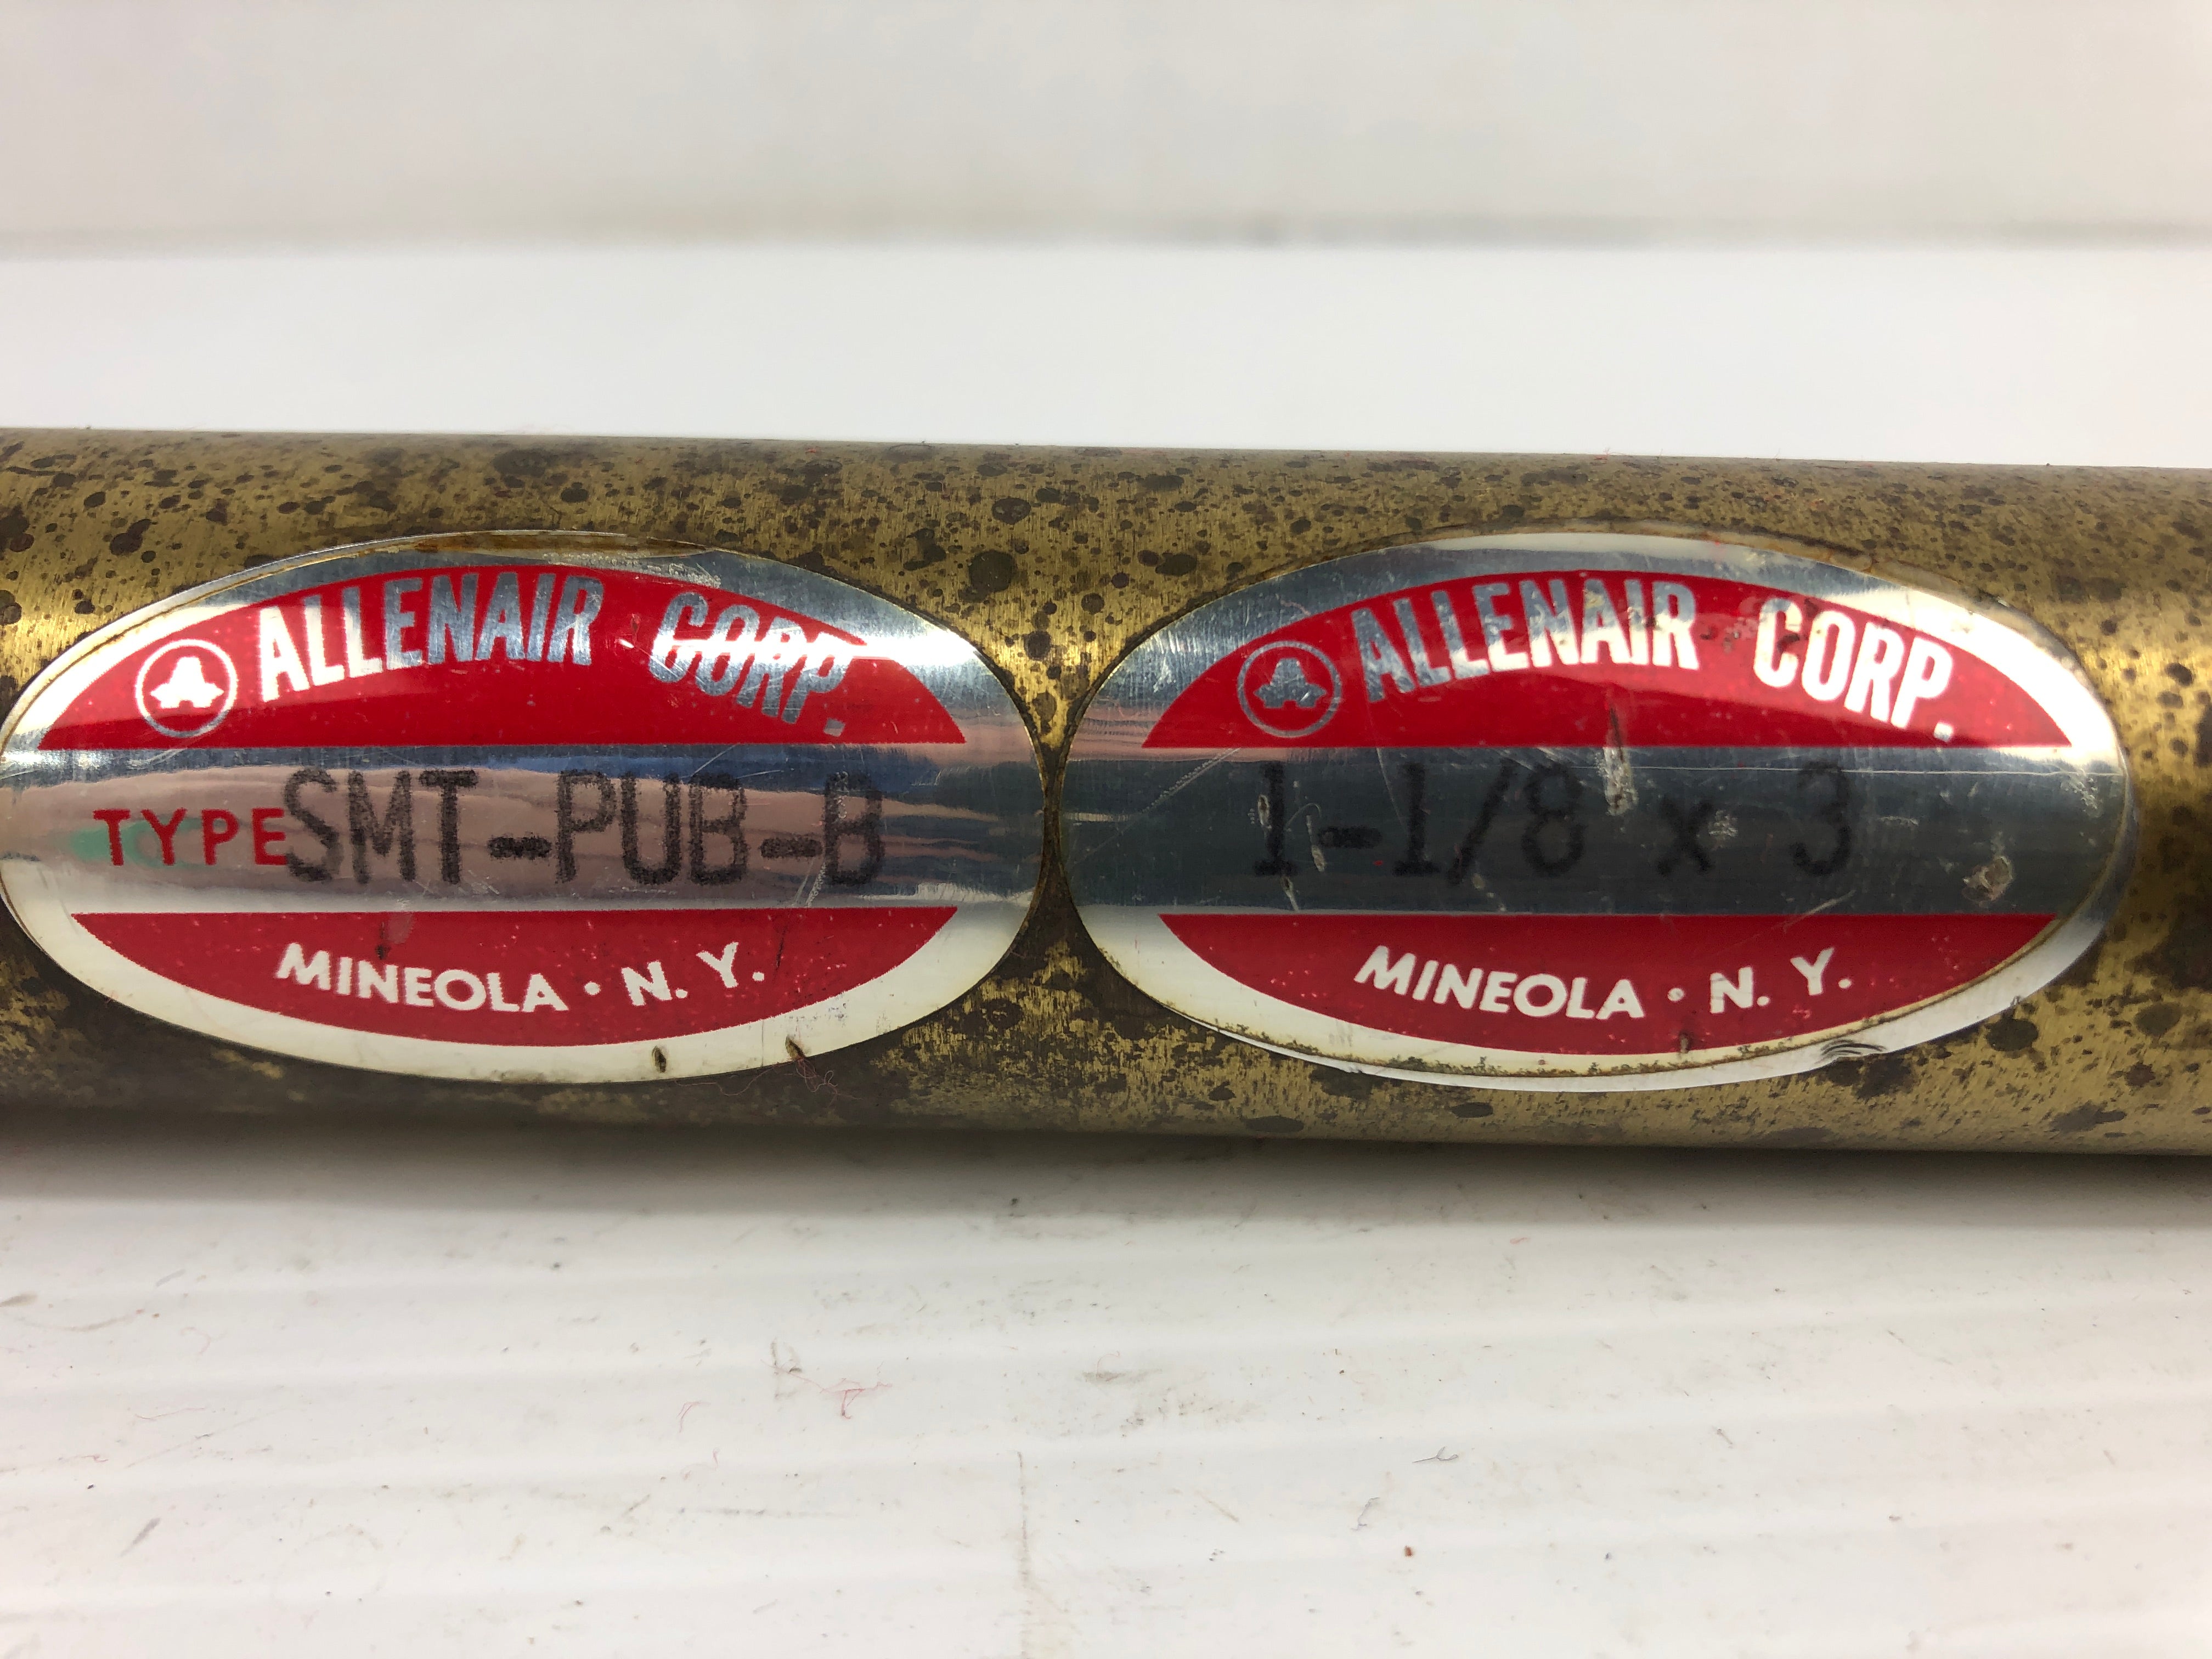 ALLENAIR CORP.
TYPE SMT-PUB-B
MINEOLA · N. Y.
ALLENAIR CORP.
1-1/8 x 3
MINEOLA · N. Y.